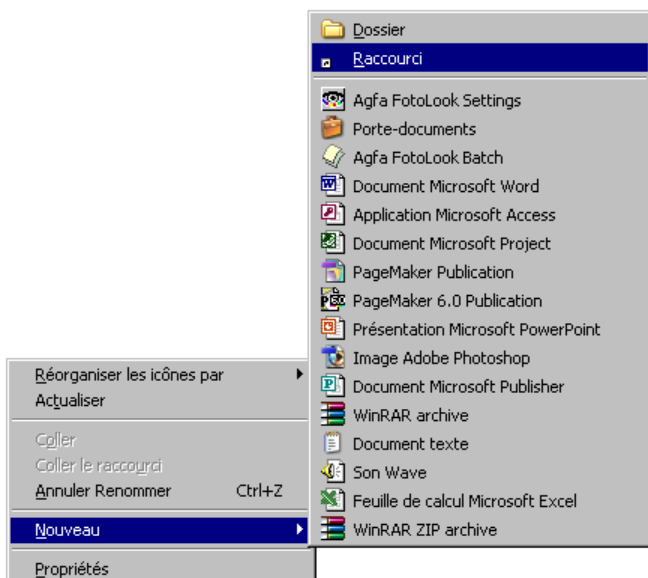 Dossier
Raccourci
Agfa FotoLook Settings
Porte-documents
Agfa FotoLook Batch
Document Microsoft Word
Application Microsoft Access
Document Microsoft Project
PageMaker Publication
PageMaker 6.0 Publication
Présentation Microsoft PowerPoint
Image Adobe Photoshop
Document Microsoft Publisher
WinRAR archive
Document texte
Son Wave
Feuille de calcul Microsoft Excel
WinRAR ZIP archive
Réorganiser les icônes par
Actualiser
Coller
Coller le raccourci
Annuler Renommer Ctrl+Z
Nouveau
Propriétés